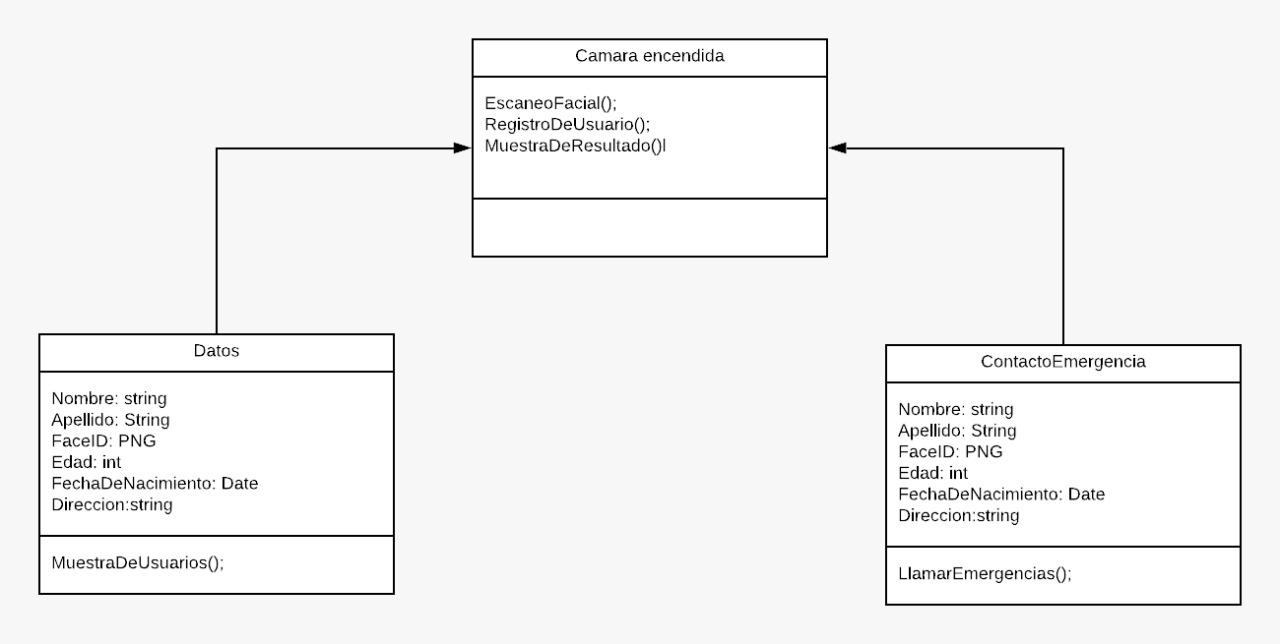 Camara encendida
EscaneoFacial();
RegistroDeUsuario();
MuestraDeResultado()l
Datos
Nombre: string
Apellido: String
FaceID: PNG
Edad: int
FechaDeNacimiento: Date
Direccion:string
MuestraDeUsuarios();
ContactoEmergencia
Nombre: string
Apellido: String
FaceID: PNG
Edad: int
FechaDeNacimiento: Date
Direccion:string
LlamarEmergencias();